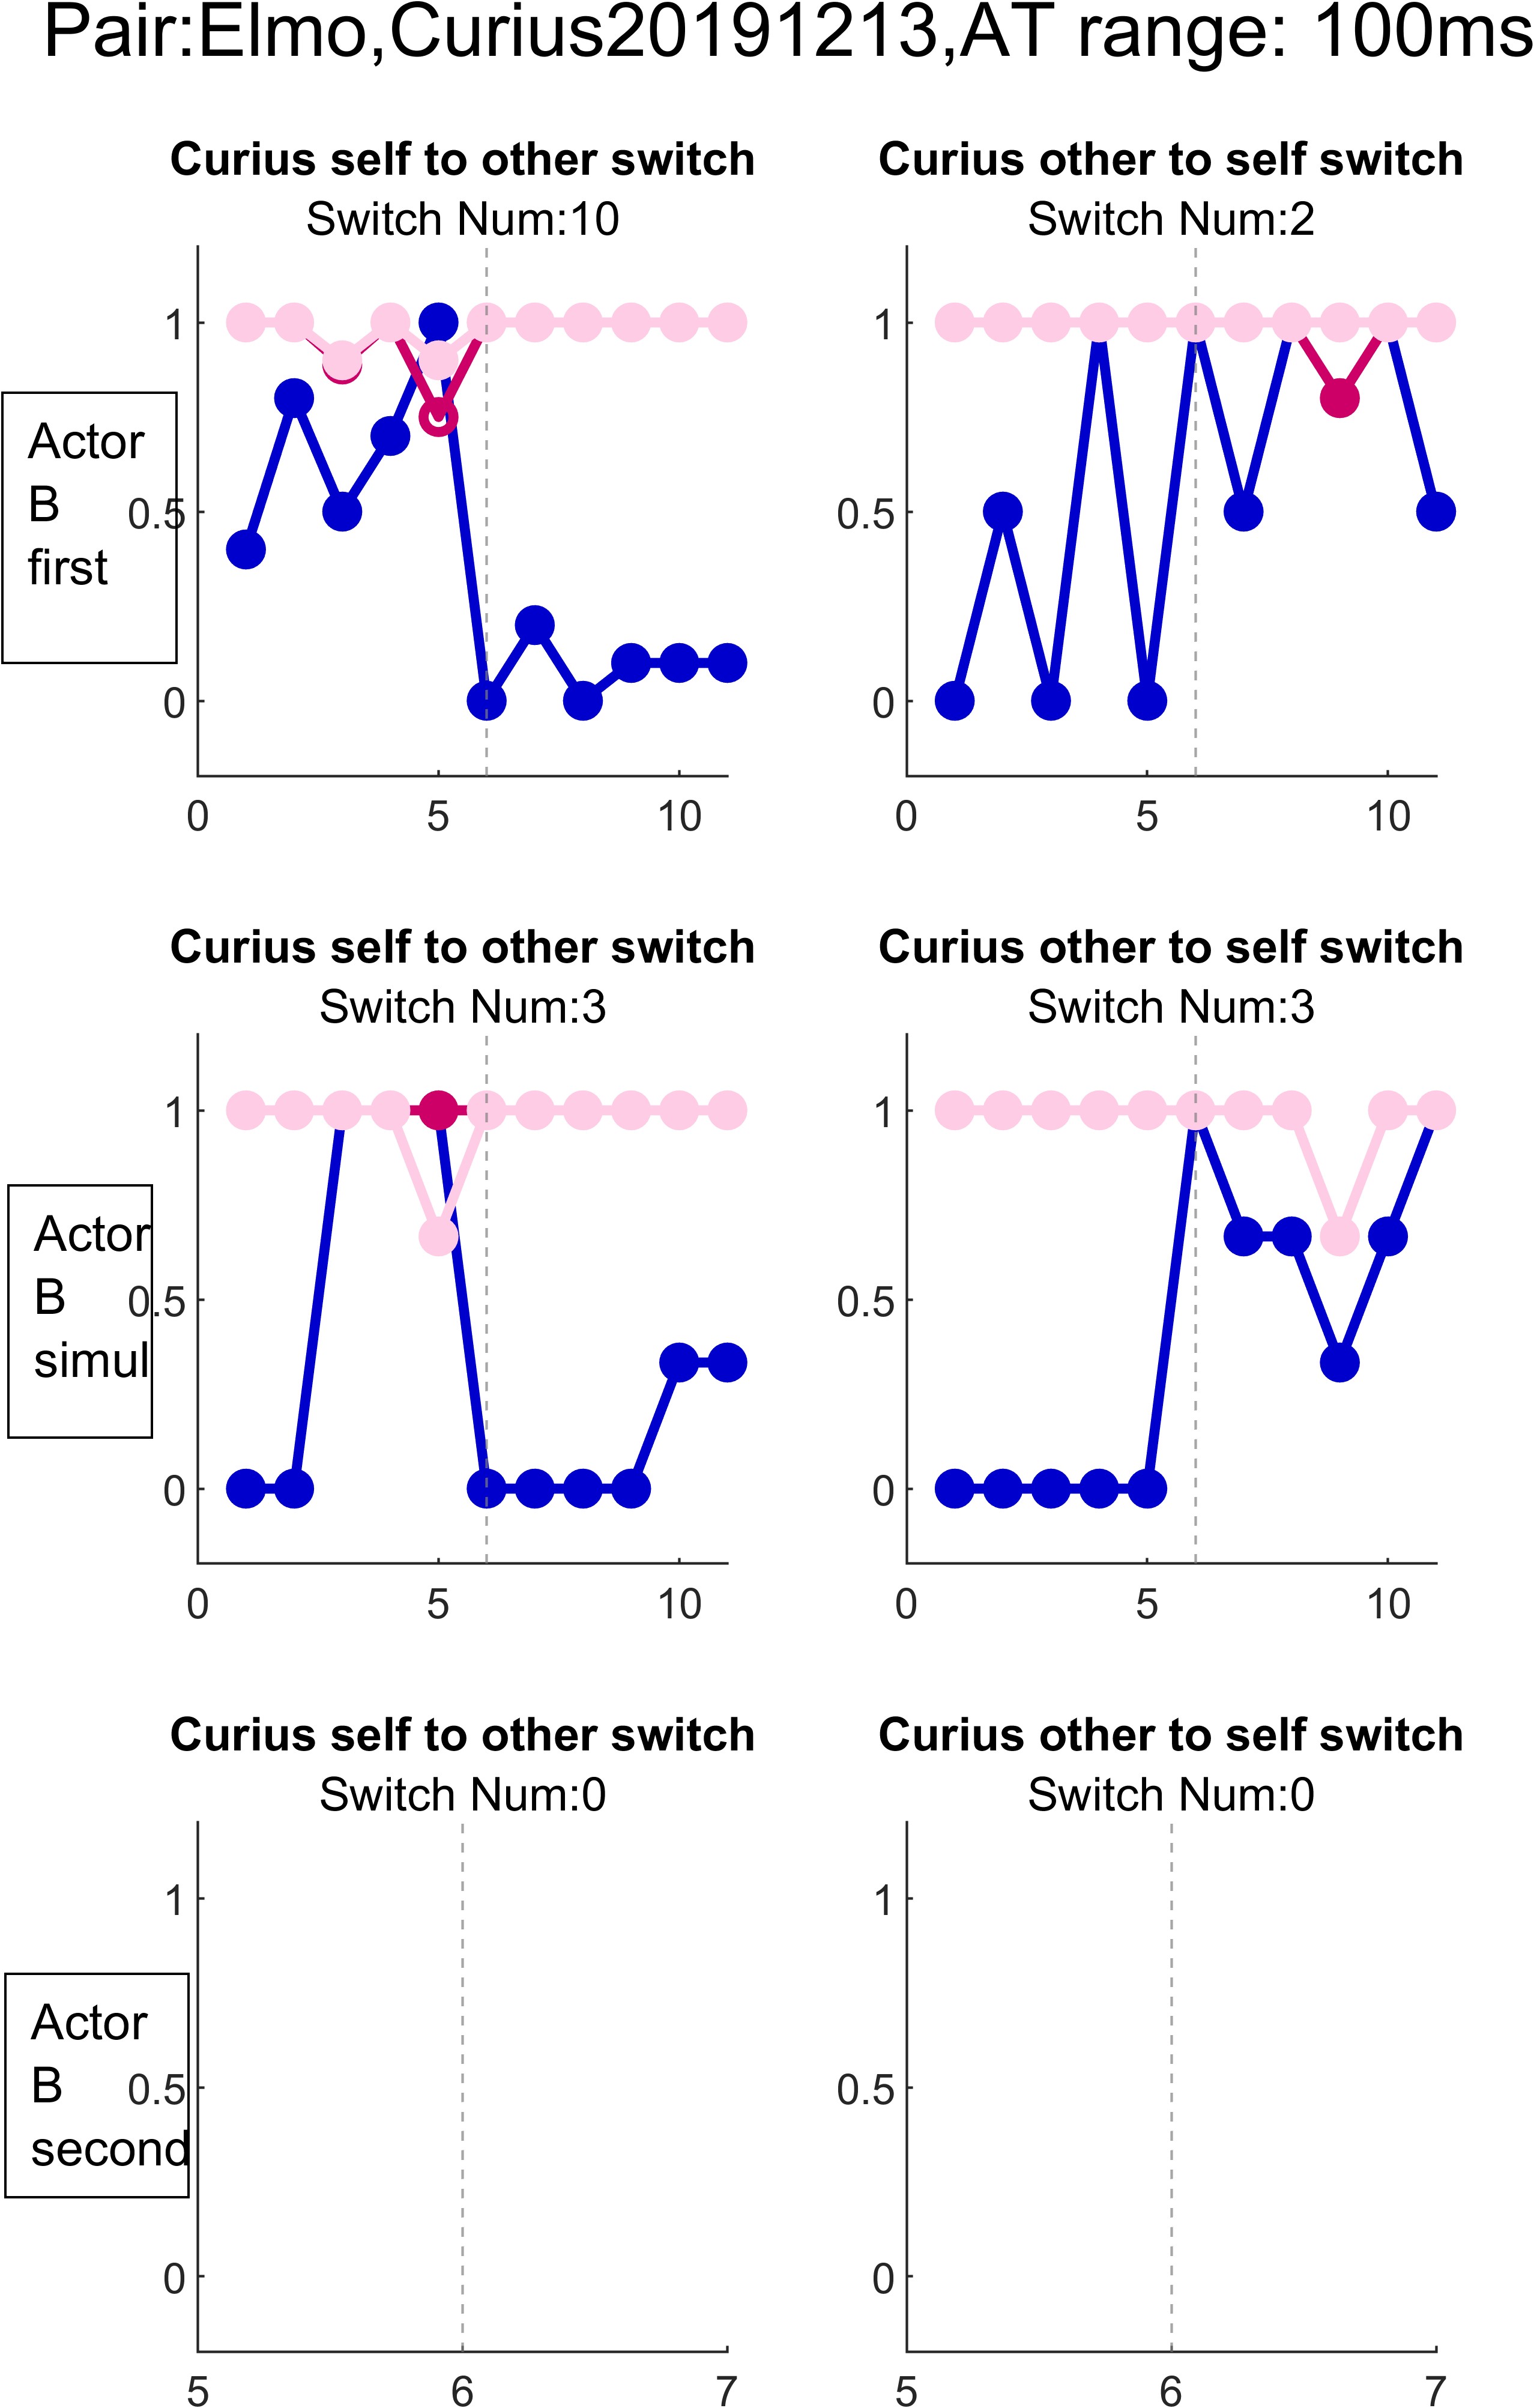 Pair:Elmo,Curius20191213,AT range: 100ms
Curius self to other switch
Switch Num:10
Curius other to self switch
Switch Num:2
Actor
B
first
1
0.5
0
0 5 10
1
0.5
0
0 5 10
Curius self to other switch
Switch Num:3
Curius other to self switch
Switch Num:3
Actor
B
simul
1
0.5
0
0 5 10
1
0.5
0
0 5 10
Curius self to other switch
Switch Num:0
Curius other to self switch
Switch Num:0
Actor
B
second
1
0.5
0
5 6 7
1
0.5
0
5 6 7